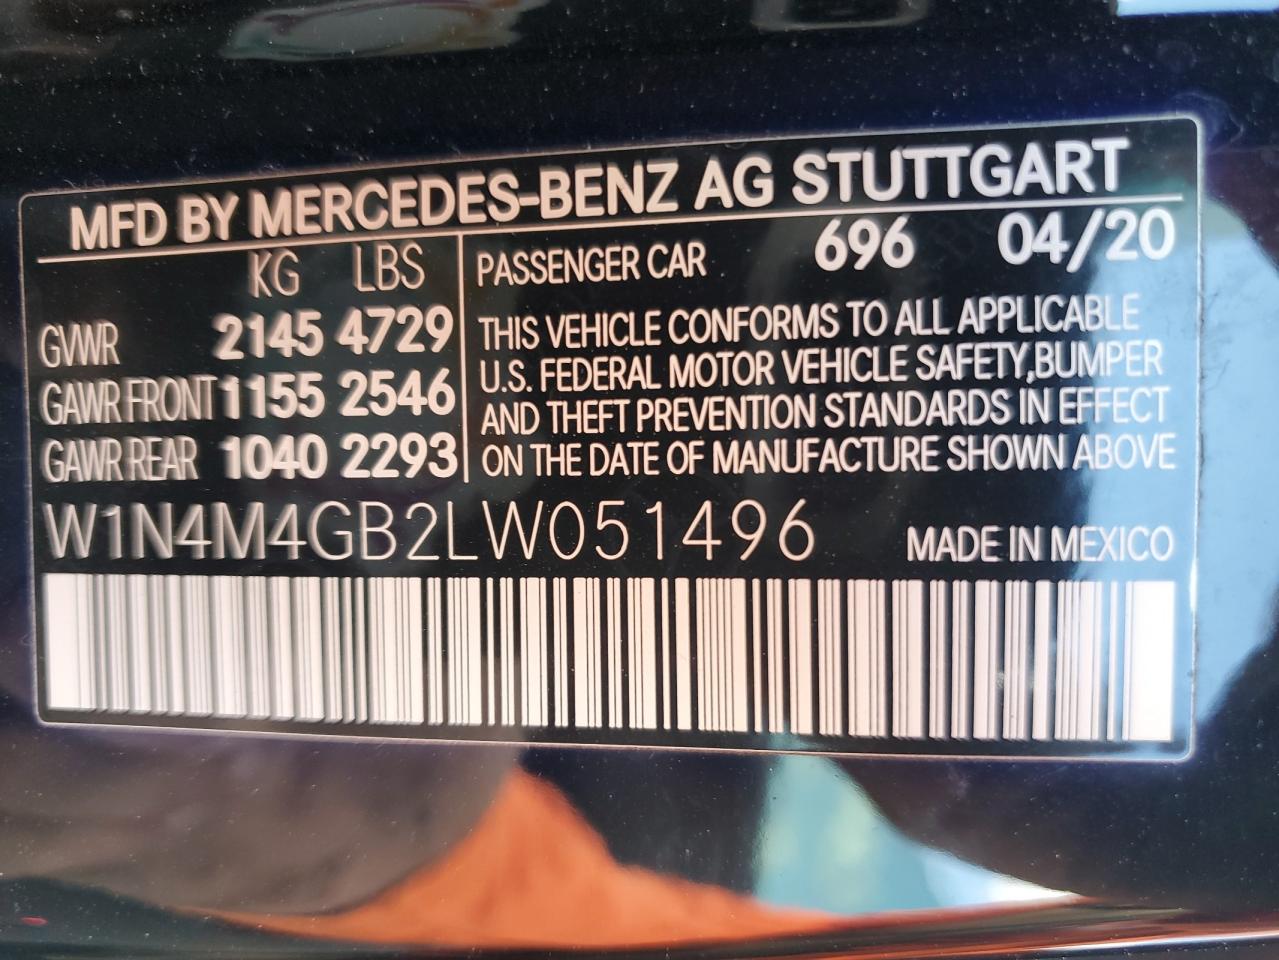 MFD BY MERCEDES-BENZ AG STUTTGART
KG LBS
GVWR 2145 4729
GAWR FRONT 1155 2546
GAWR REAR 1040 2293
PASSENGER CAR 696 04/20
THIS VEHICLE CONFORMS TO ALL APPLICABLE
U.S. FEDERAL MOTOR VEHICLE SAFETY,BUMPER
AND THEFT PREVENTION STANDARDS IN EFFECT
ON THE DATE OF MANUFACTURE SHOWN ABOVE
W1N4M4GB2LW051496 MADE IN MEXICO